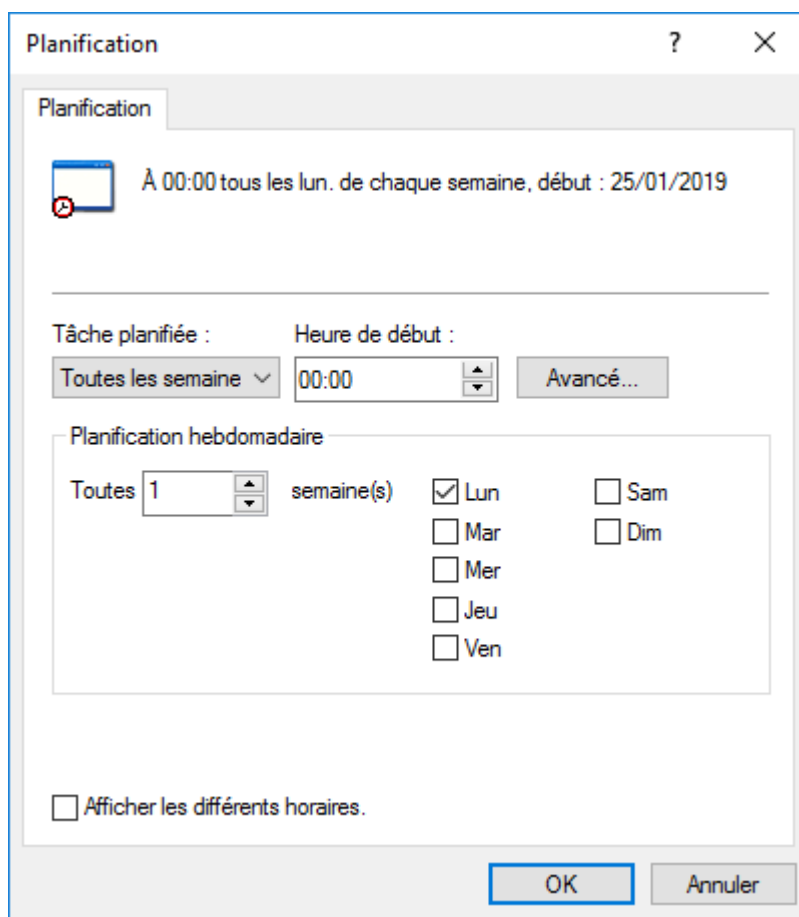 Planification
?
Planification
À 00:00 tous les lun. de chaque semaine, début : 25/01/2019
Tâche planifiée :
Heure de début :
Toutes les semaine
00:00
Avancé...
Planification hebdomadaire
Toutes 1 semaine(s)
Lun
Sam
Mar
Dim
Mer
Jeu
Ven
Afficher les différents horaires.
OK
Annuler